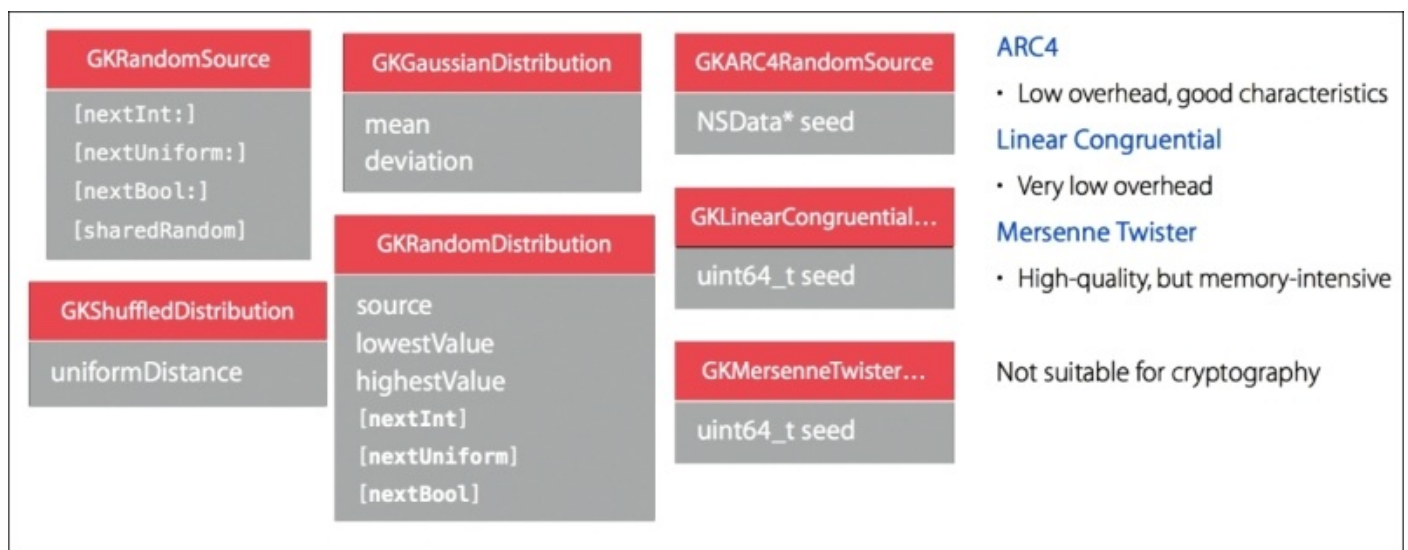 GKRandomSource
[nextInt:]
[nextUniform:]
[nextBool:]
[sharedRandom]
GKShuffledDistribution
uniformDistance
GKGaussianDistribution
mean
deviation
GKRandomDistribution
source
lowestValue
highestValue
[nextInt]
[nextUniform]
[nextBool]
GKARC4RandomSource
NSData* seed
GKLinearCongruential...
uint64_t seed
GKMersenneTwister...
uint64_t seed
ARC4
• Low overhead, good characteristics
Linear Congruential
• Very low overhead
Mersenne Twister
• High-quality, but memory-intensive
Not suitable for cryptography